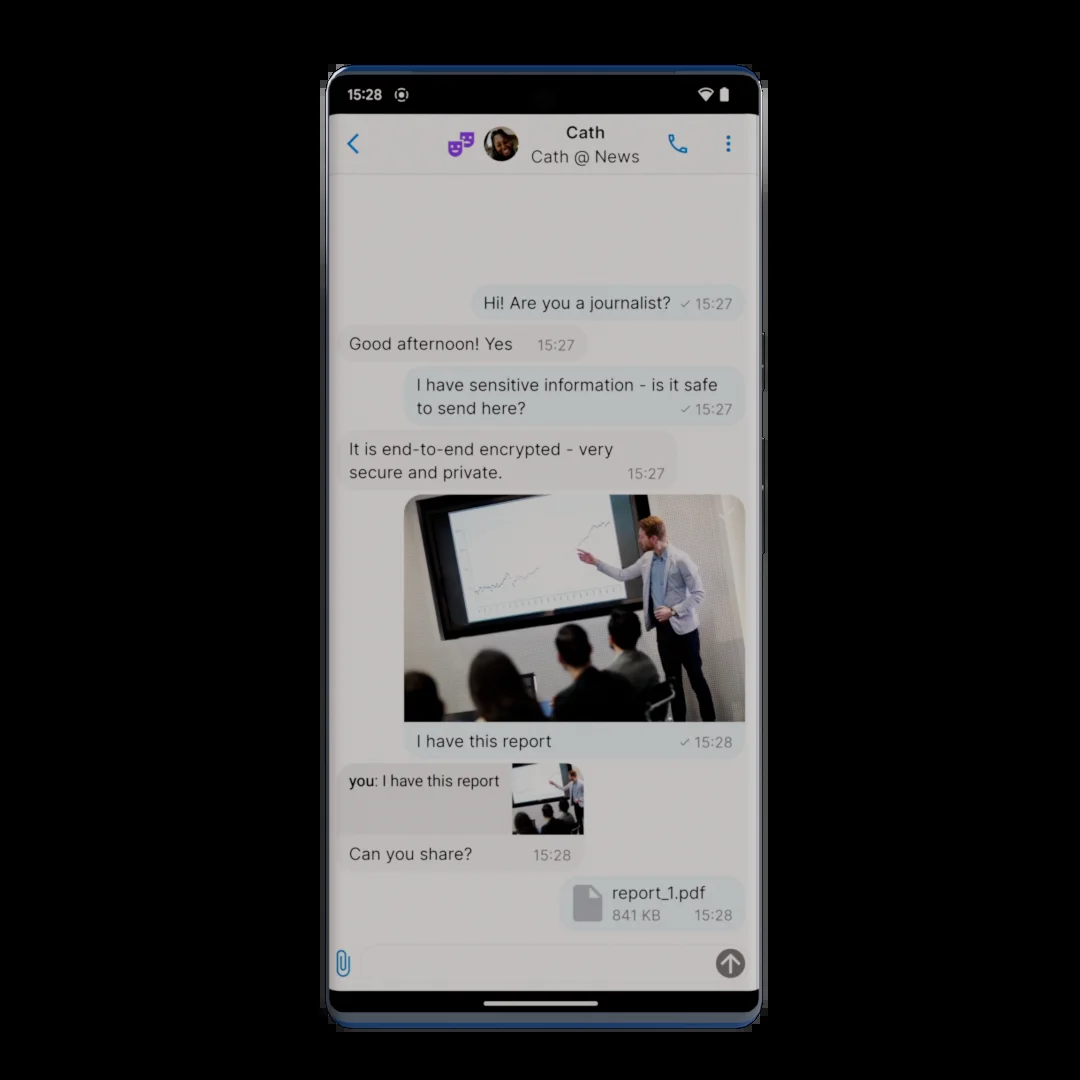 15:28
Cath
Cath @ News
Hi! Are you a journalist? 15:27
Good afternoon! Yes 15:27
I have sensitive information - is it safe
to send here? 15:27
It is end-to-end encrypted - very
secure and private. 15:27
I have this report 15:28
you: I have this report
Can you share? 15:28
report_1.pdf
841 KB 15:28